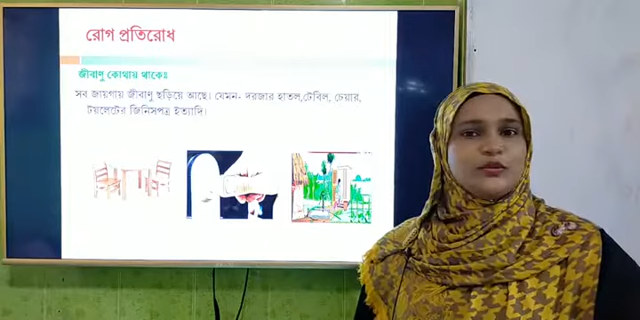 রোগ প্রতিরোধ
জীবাণু কোথায় থাকেঃ
সব জায়গায় জীবাণু ছড়িয়ে আছে। যেমন- দরজার হাতল,টেবিল, চেয়ার,
টয়লেটের জিনিসপত্র ইত্যাদি।